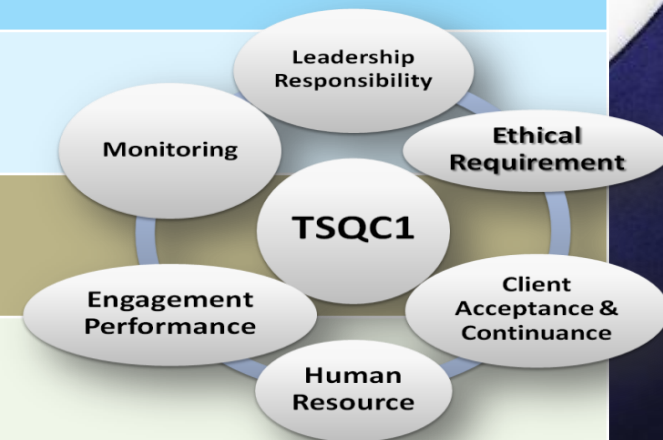 Leadership
Responsibility
Ethical
Requirement
Monitoring
TSQC1
Client
Acceptance &
Continuance
Engagement
Performance
Human
Resource